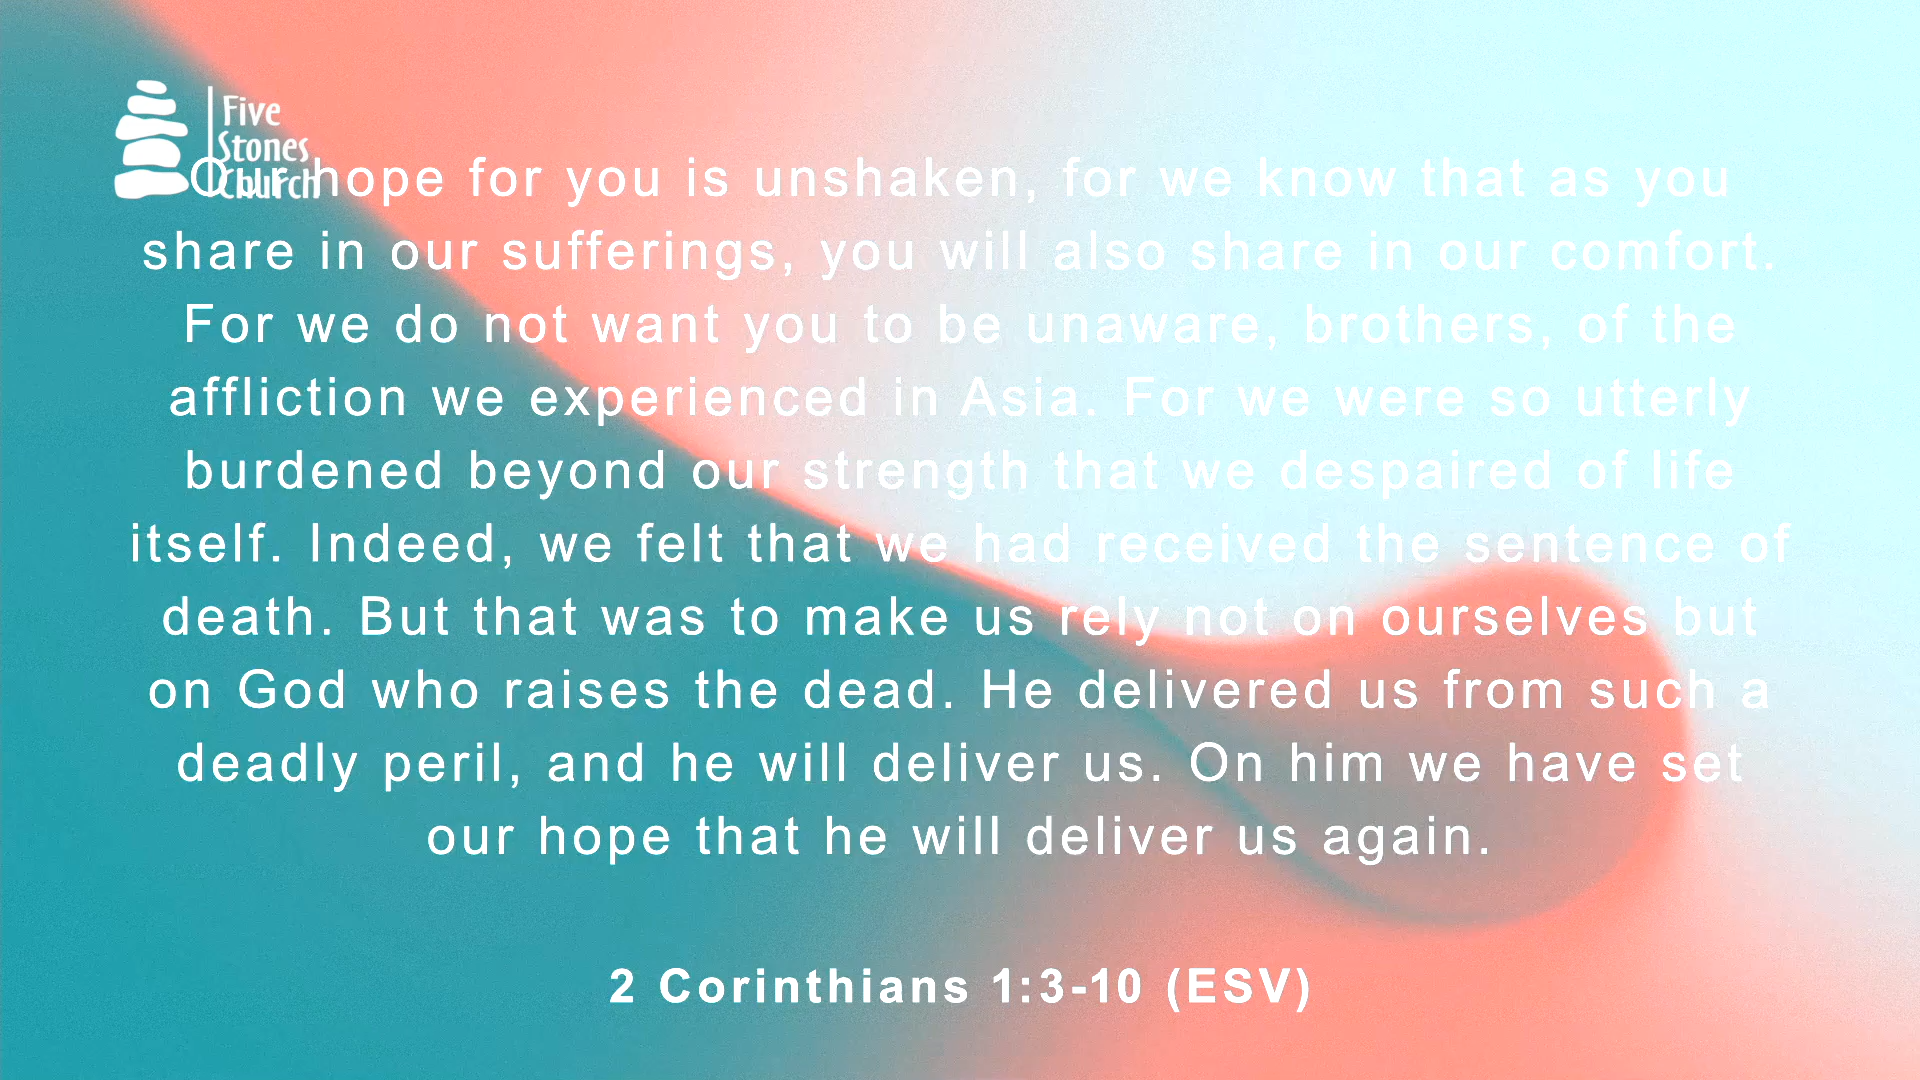 Five
Stones
Church
Our hope for you is unshaken, for we know that as you
share in our sufferings, you will also share in our comfort.
For we do not want you to be unaware, brothers, of the
affliction we experienced in Asia. For we were so utterly
burdened beyond our strength that we despaired of life
itself. Indeed, we felt that we had received the sentence of
death. But that was to make us rely not on ourselves but
on God who raises the dead. He delivered us from such a
deadly peril, and he will deliver us. On him we have set
our hope that he will deliver us again.
2 Corinthians 1:3-10 (ESV)